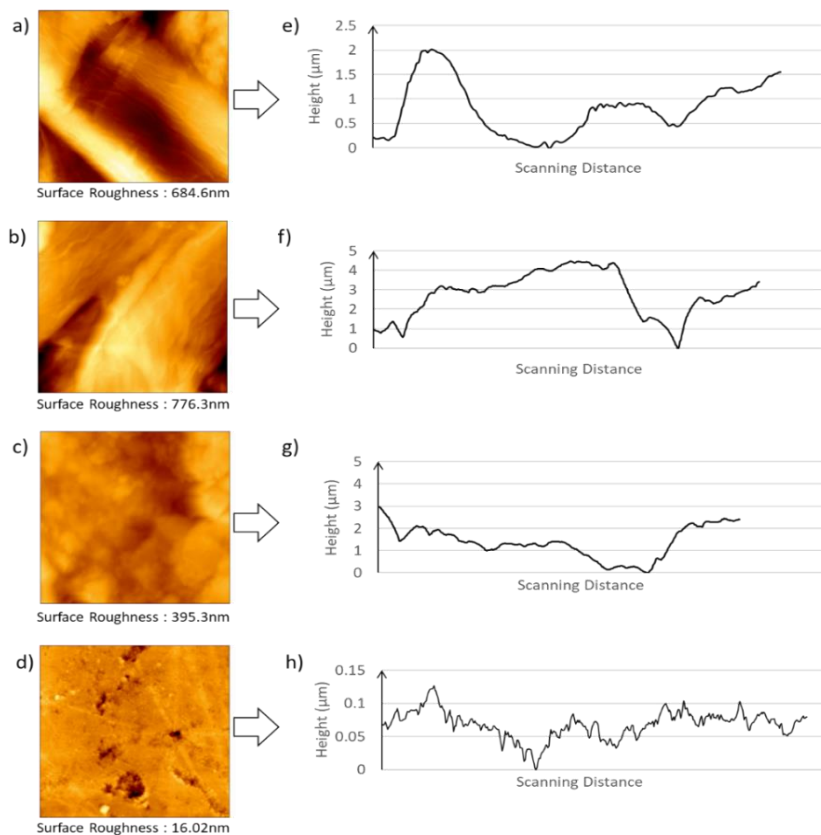 a)
Surface Roughness : 684.6nm
e)
Height (μm)
2.5
2
1.5
1
0.5
0
Scanning Distance
b)
Surface Roughness : 776.3nm
f)
Height (μm)
5
4
3
2
1
0
Scanning Distance
c)
Surface Roughness : 395.3nm
g)
Height (μm)
5
4
3
2
1
0
Scanning Distance
d)
Surface Roughness : 16.02nm
h)
Height (μm)
0.15
0.1
0.05
0
Scanning Distance